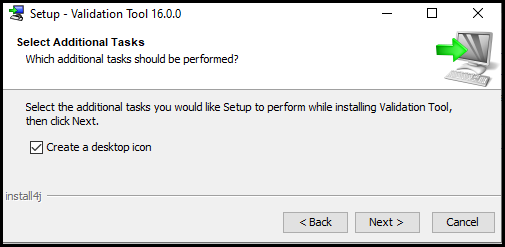 Setup - Validation Tool 16.0.0
Select Additional Tasks
Which additional tasks should be performed?
Select the additional tasks you would like Setup to perform while installing Validation Tool,
then click Next.
Create a desktop icon
install4j
< Back Next > Cancel